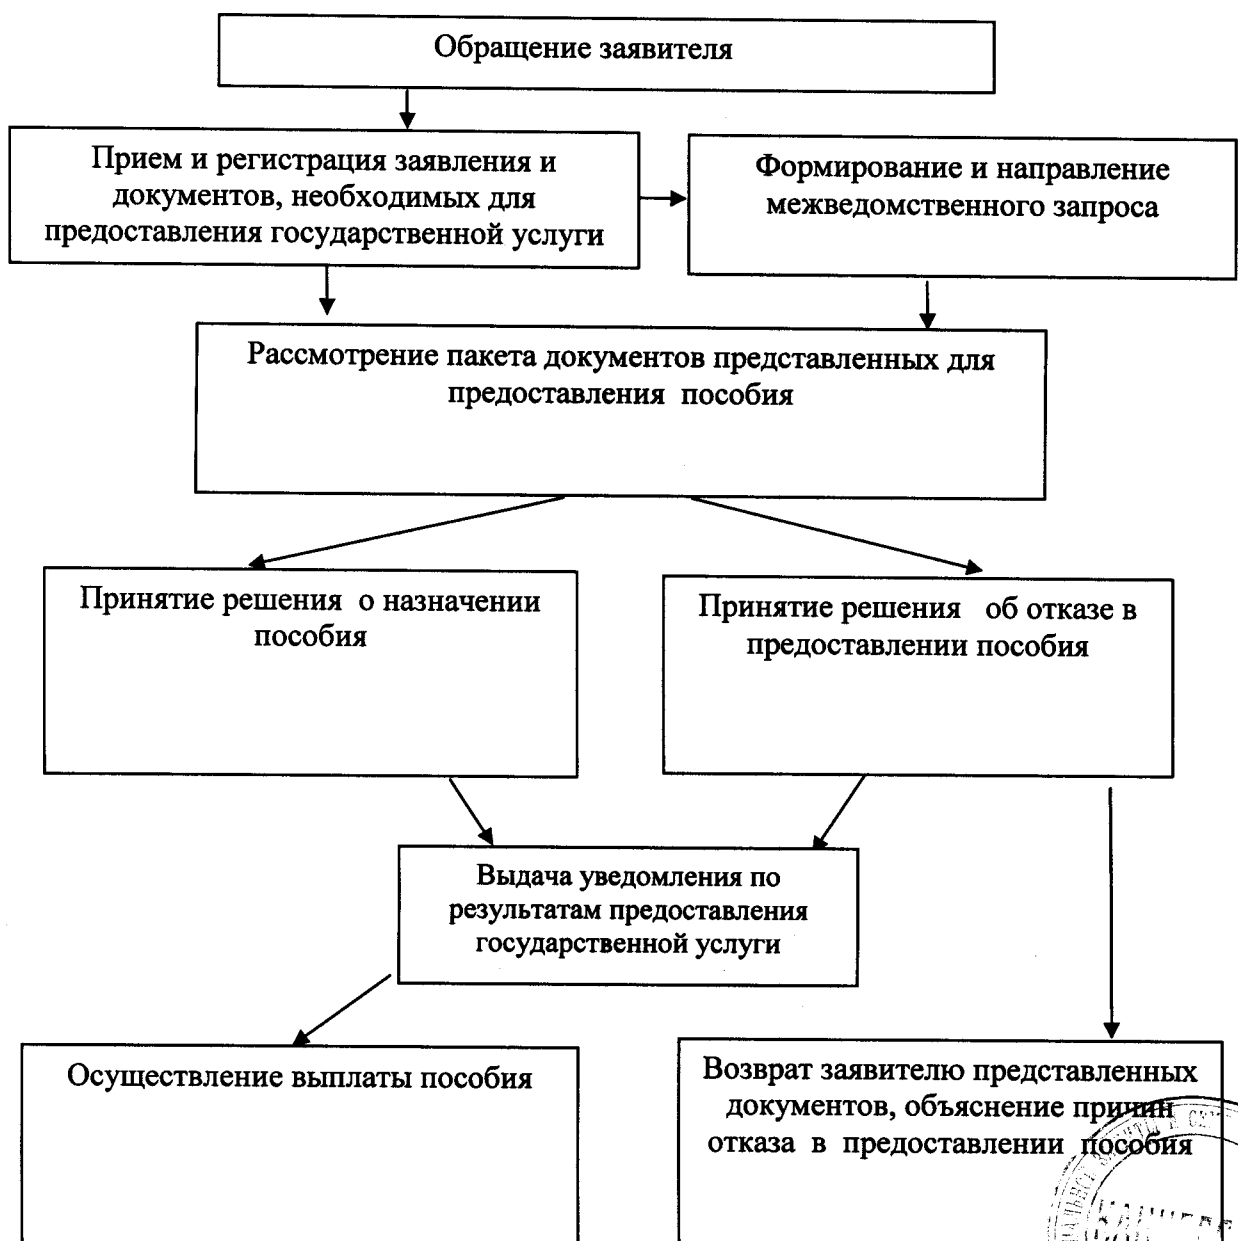 Обращение заявителя
Прием и регистрация заявления и
документов, необходимых для
предоставления государственной услуги
Формирование и направление
межведомственного запроса
Рассмотрение пакета документов представленных для
предоставления пособия
Принятие решения о назначении
пособия
Принятие решения об отказе в
предоставлении пособия
Выдача уведомления по
результатам предоставления
государственной услуги
Осуществление выплаты пособия
Возврат заявителю представленных
документов, объяснение причин
отказа в предоставлении пособия